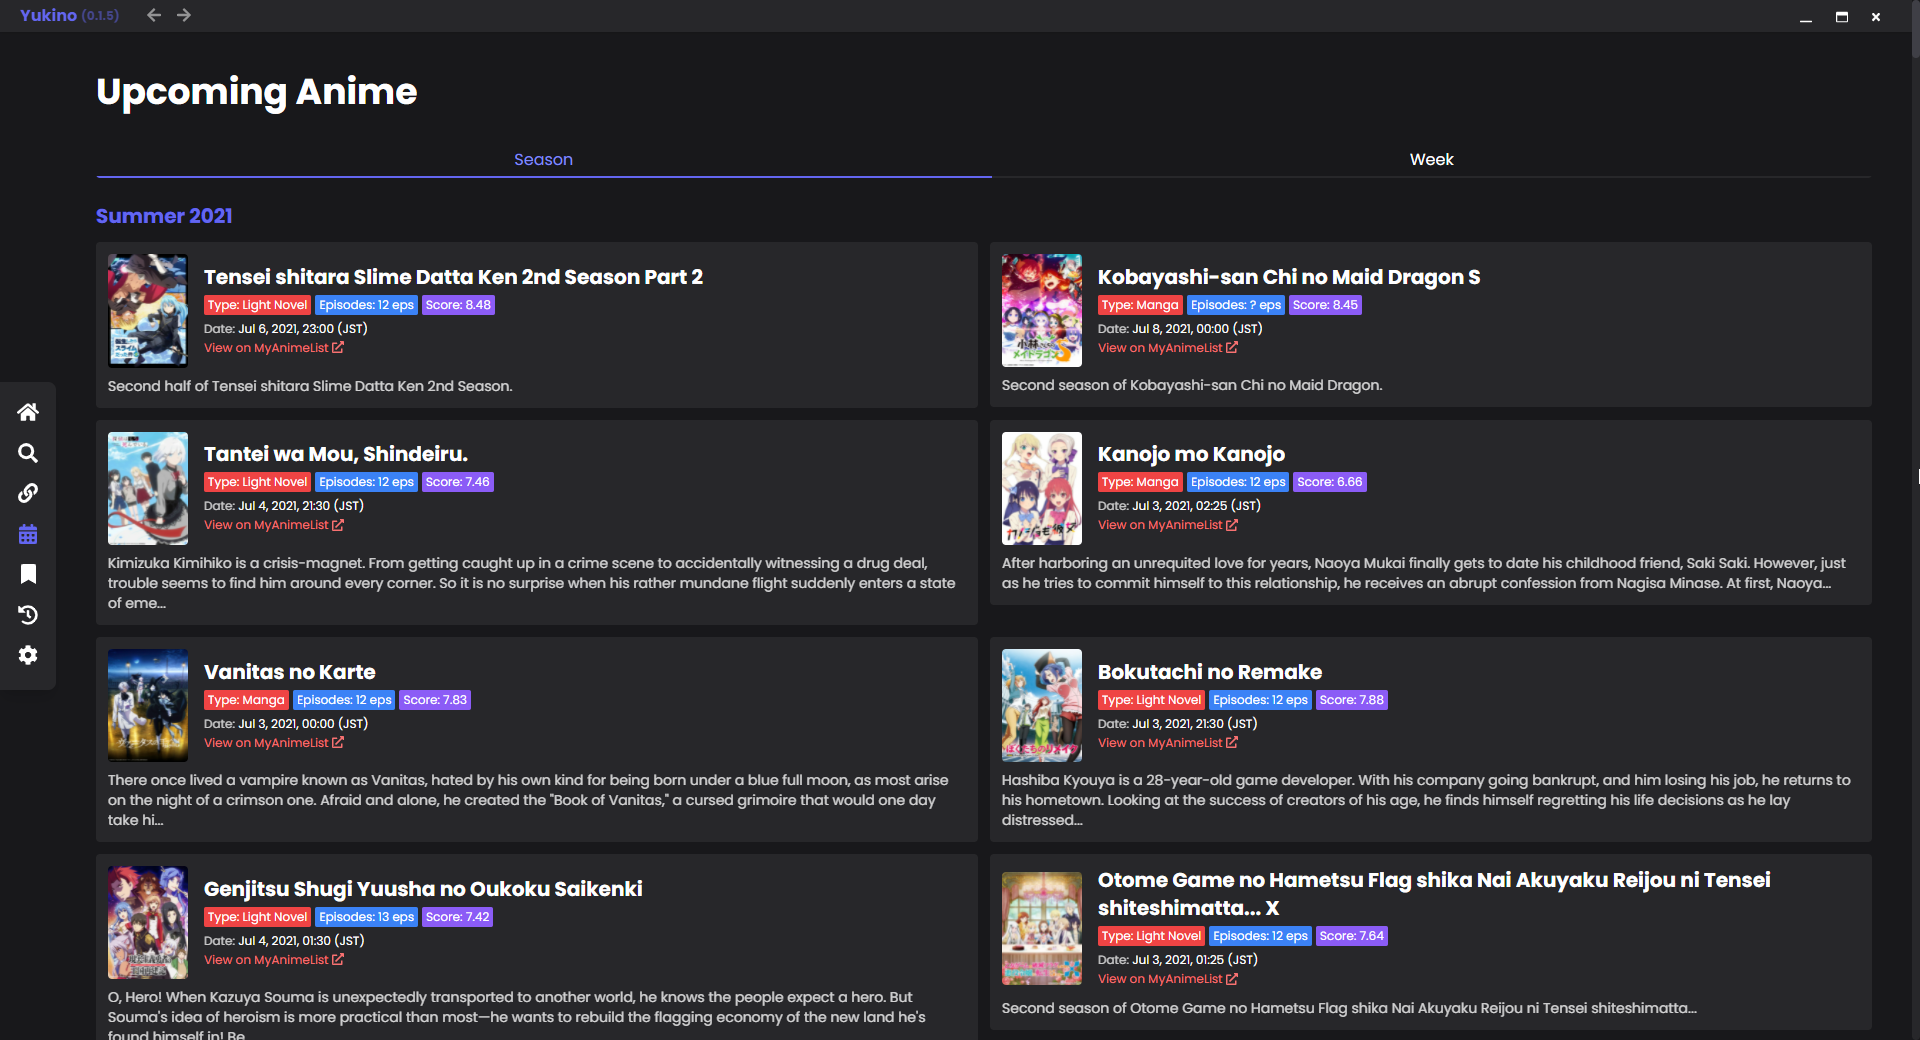 Yukino (0.1.5)
Upcoming Anime
Season
Week
Summer 2021
Tensei shitara Slime Datta Ken 2nd Season Part 2
Type: Light Novel Episodes: 12 eps Score: 8.48
Date: Jul 6, 2021, 23:00 (JST)
View on MyAnimeList
Second half of Tensei shitara Slime Datta Ken 2nd Season.
Kobayashi-san Chi no Maid Dragon S
Type: Manga Episodes: ? eps Score: 8.45
Date: Jul 8, 2021, 00:00 (JST)
View on MyAnimeList
Second season of Kobayashi-san Chi no Maid Dragon.
Tantei wa Mou, Shindeiru.
Type: Light Novel Episodes: 12 eps Score: 7.46
Date: Jul 4, 2021, 21:30 (JST)
View on MyAnimeList
Kimizuka Kimihiko is a crisis-magnet. From getting caught up in a crime scene to accidentally witnessing a drug deal,
trouble seems to find him around every corner. So it is no surprise when his rather mundane flight suddenly enters a state
of eme...
Kanojo mo Kanojo
Type: Manga Episodes: 12 eps Score: 6.66
Date: Jul 3, 2021, 02:25 (JST)
View on MyAnimeList
After harboring an unrequited love for years, Naoya Mukai finally gets to date his childhood friend, Saki Saki. However, just
as he tries to commit himself to this relationship, he receives an abrupt confession from Nagisa Minase. At first, Naoya...
Vanitas no Karte
Type: Manga Episodes: 12 eps Score: 7.83
Date: Jul 3, 2021, 00:00 (JST)
View on MyAnimeList
There once lived a vampire known as Vanitas, hated by his own kind for being born under a blue full moon, as most arise
on the night of a crimson one. Afraid and alone, he created the "Book of Vanitas," a cursed grimoire that would one day
take hi...
Bokutachi no Remake
Type: Light Novel Episodes: 12 eps Score: 7.88
Date: Jul 3, 2021, 21:30 (JST)
View on MyAnimeList
Hashiba Kyouya is a 28-year-old game developer. With his company going bankrupt, and him losing his job, he returns to
his hometown. Looking at the success of creators of his age, he finds himself regretting his life decisions as he lay
distressed...
Genjitsu Shugi Yuusha no Oukoku Saikenki
Type: Light Novel Episodes: 13 eps Score: 7.42
Date: Jul 4, 2021, 01:30 (JST)
View on MyAnimeList
O, Hero! When Kazuya Souma is unexpectedly transported to another world, he knows the people expect a hero. But
Souma's idea of heroism is more practical than most—he wants to rebuild the flagging economy of the new land he's
found himself in! Be
Otome Game no Hametsu Flag shika Nai Akuyaku Reijou ni Tensei
shiteshimatta... X
Type: Light Novel Episodes: 12 eps Score: 7.64
Date: Jul 3, 2021, 01:25 (JST)
View on MyAnimeList
Second season of Otome Game no Hametsu Flag shika Nai Akuyaku Reijou ni Tensei shiteshimatta...